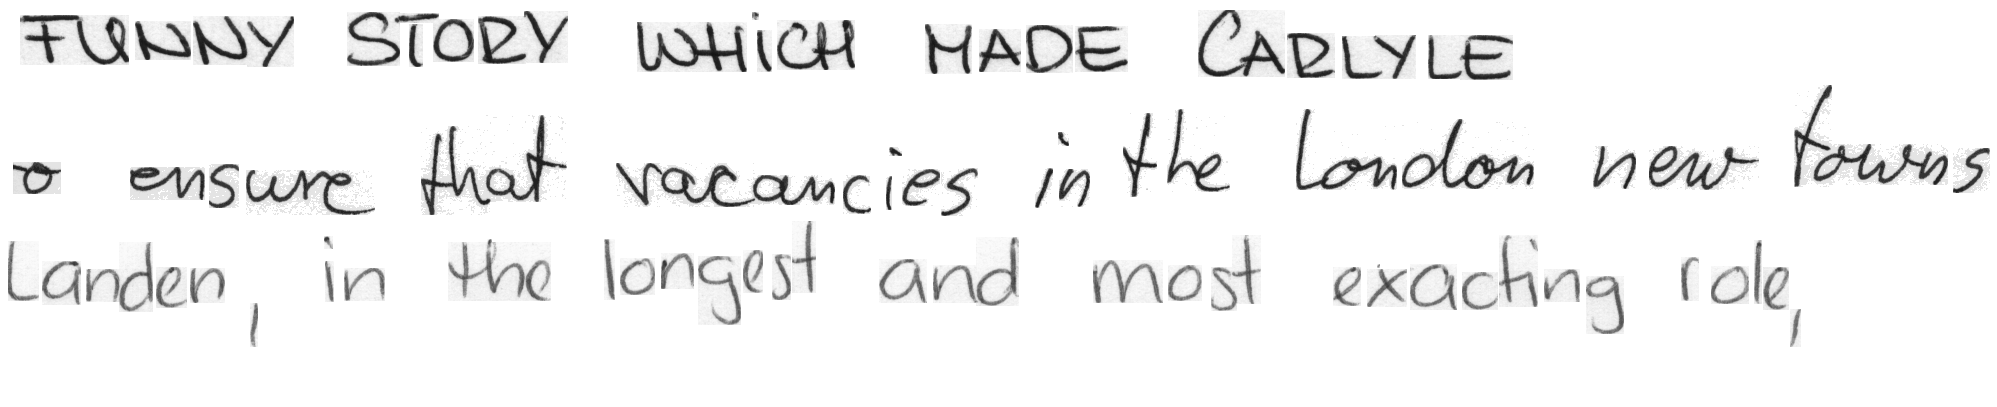 FUNNY STORY WHICH MADE CARLYLE
o ensure that vacancies in the London new towns
Landen, in the longest and most exacting role,